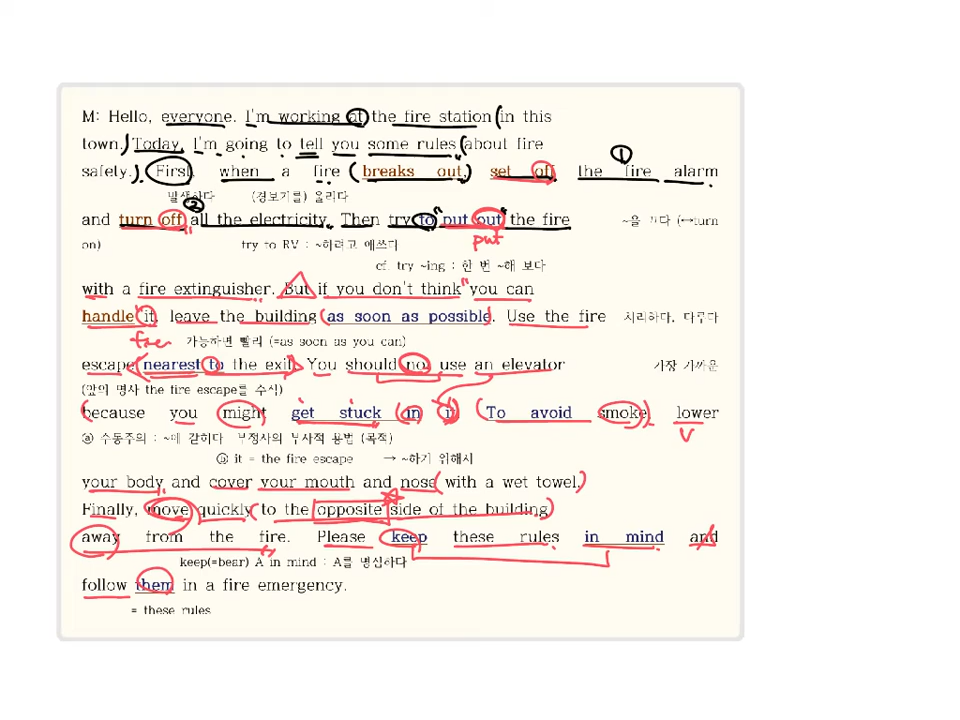 M: Hello, everyone. I'm working at the fire station in this
①
town. Today, I'm going to tell you some rules about fire
safety. First, when a fire breaks out, set off the fire alarm
발생하다 (경보기를) 울리다
②
and turn off all the electricity. Then try to put out the fire ~을 끄다 (↔turn
on) try to RV : ~하려고 애쓰다
put
cf. try ~ing : 한 번 ~해 보다
with a fire extinguisher. But if you don't think you can
handle it, leave the building as soon as possible. Use the fire 처리하다, 다루다
가능하면 빨리 (=as soon as you can)
escape nearest to the exit. You should not use an elevator 가장 가까운
(앞의 명사 the fire escape를 수식)
because you might get stuck in it. To avoid smoke, lower
V
ⓐ 수동주의 : ~에 갇히다 부정사의 부사적 용법 (목적)
it = the fire escape → ~하기 위해서
your body and cover your mouth and nose with a wet towel.
Finally, move quickly to the opposite side of the building
away from the fire. Please keep these rules in mind and
keep(=bear) A in mind : A를 명심하다
follow them in a fire emergency.
= these rules